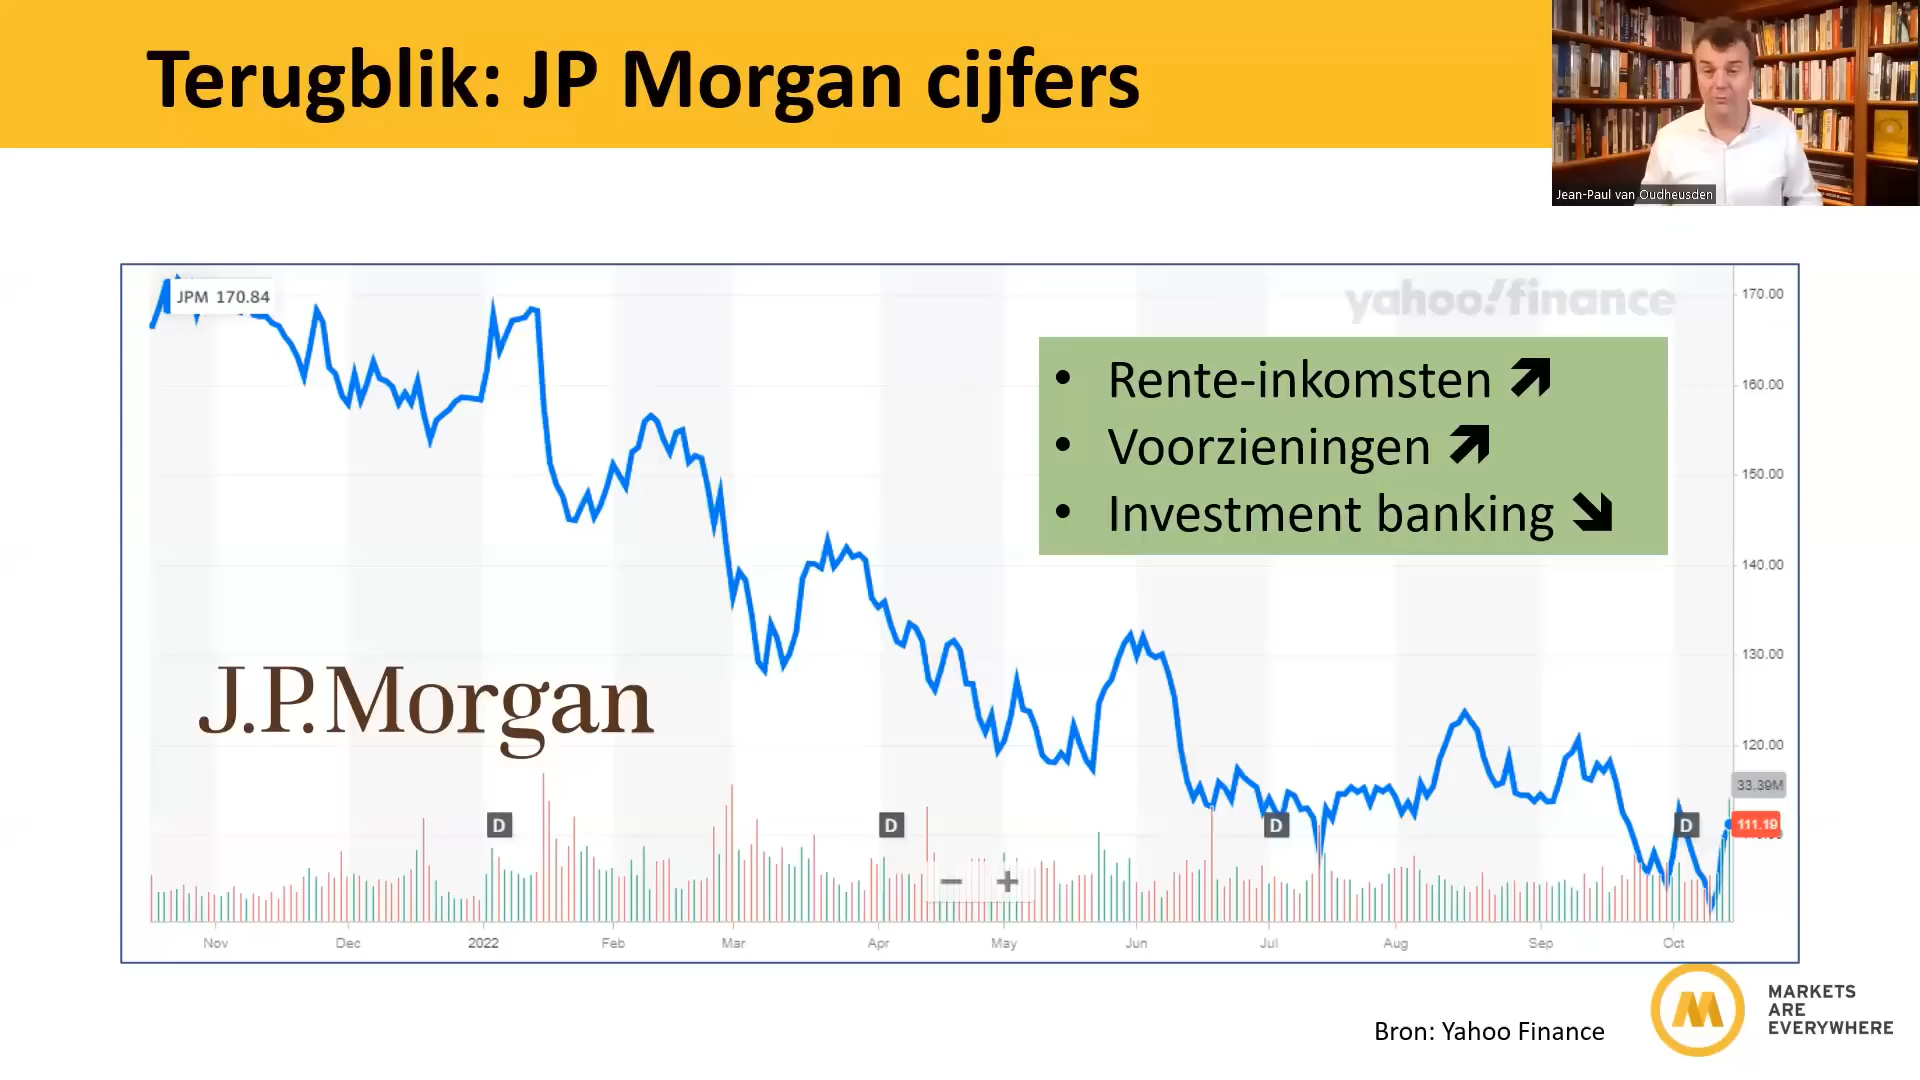 Terugblik: JP Morgan cijfers
Jean-Paul van Oudheusden
JPM 170.84
yahoo!finance
170.00
160.00
150.00
140.00
130.00
120.00
33.39M
111.19
• Rente-inkomsten ↗
• Voorzieningen ↗
• Investment banking ↘
J.P.Morgan
D
D
D
D
− +
Nov Dec 2022 Feb Mar Apr May Jun Jul Aug Sep Oct
Bron: Yahoo Finance
MARKETS
ARE
EVERYWHERE